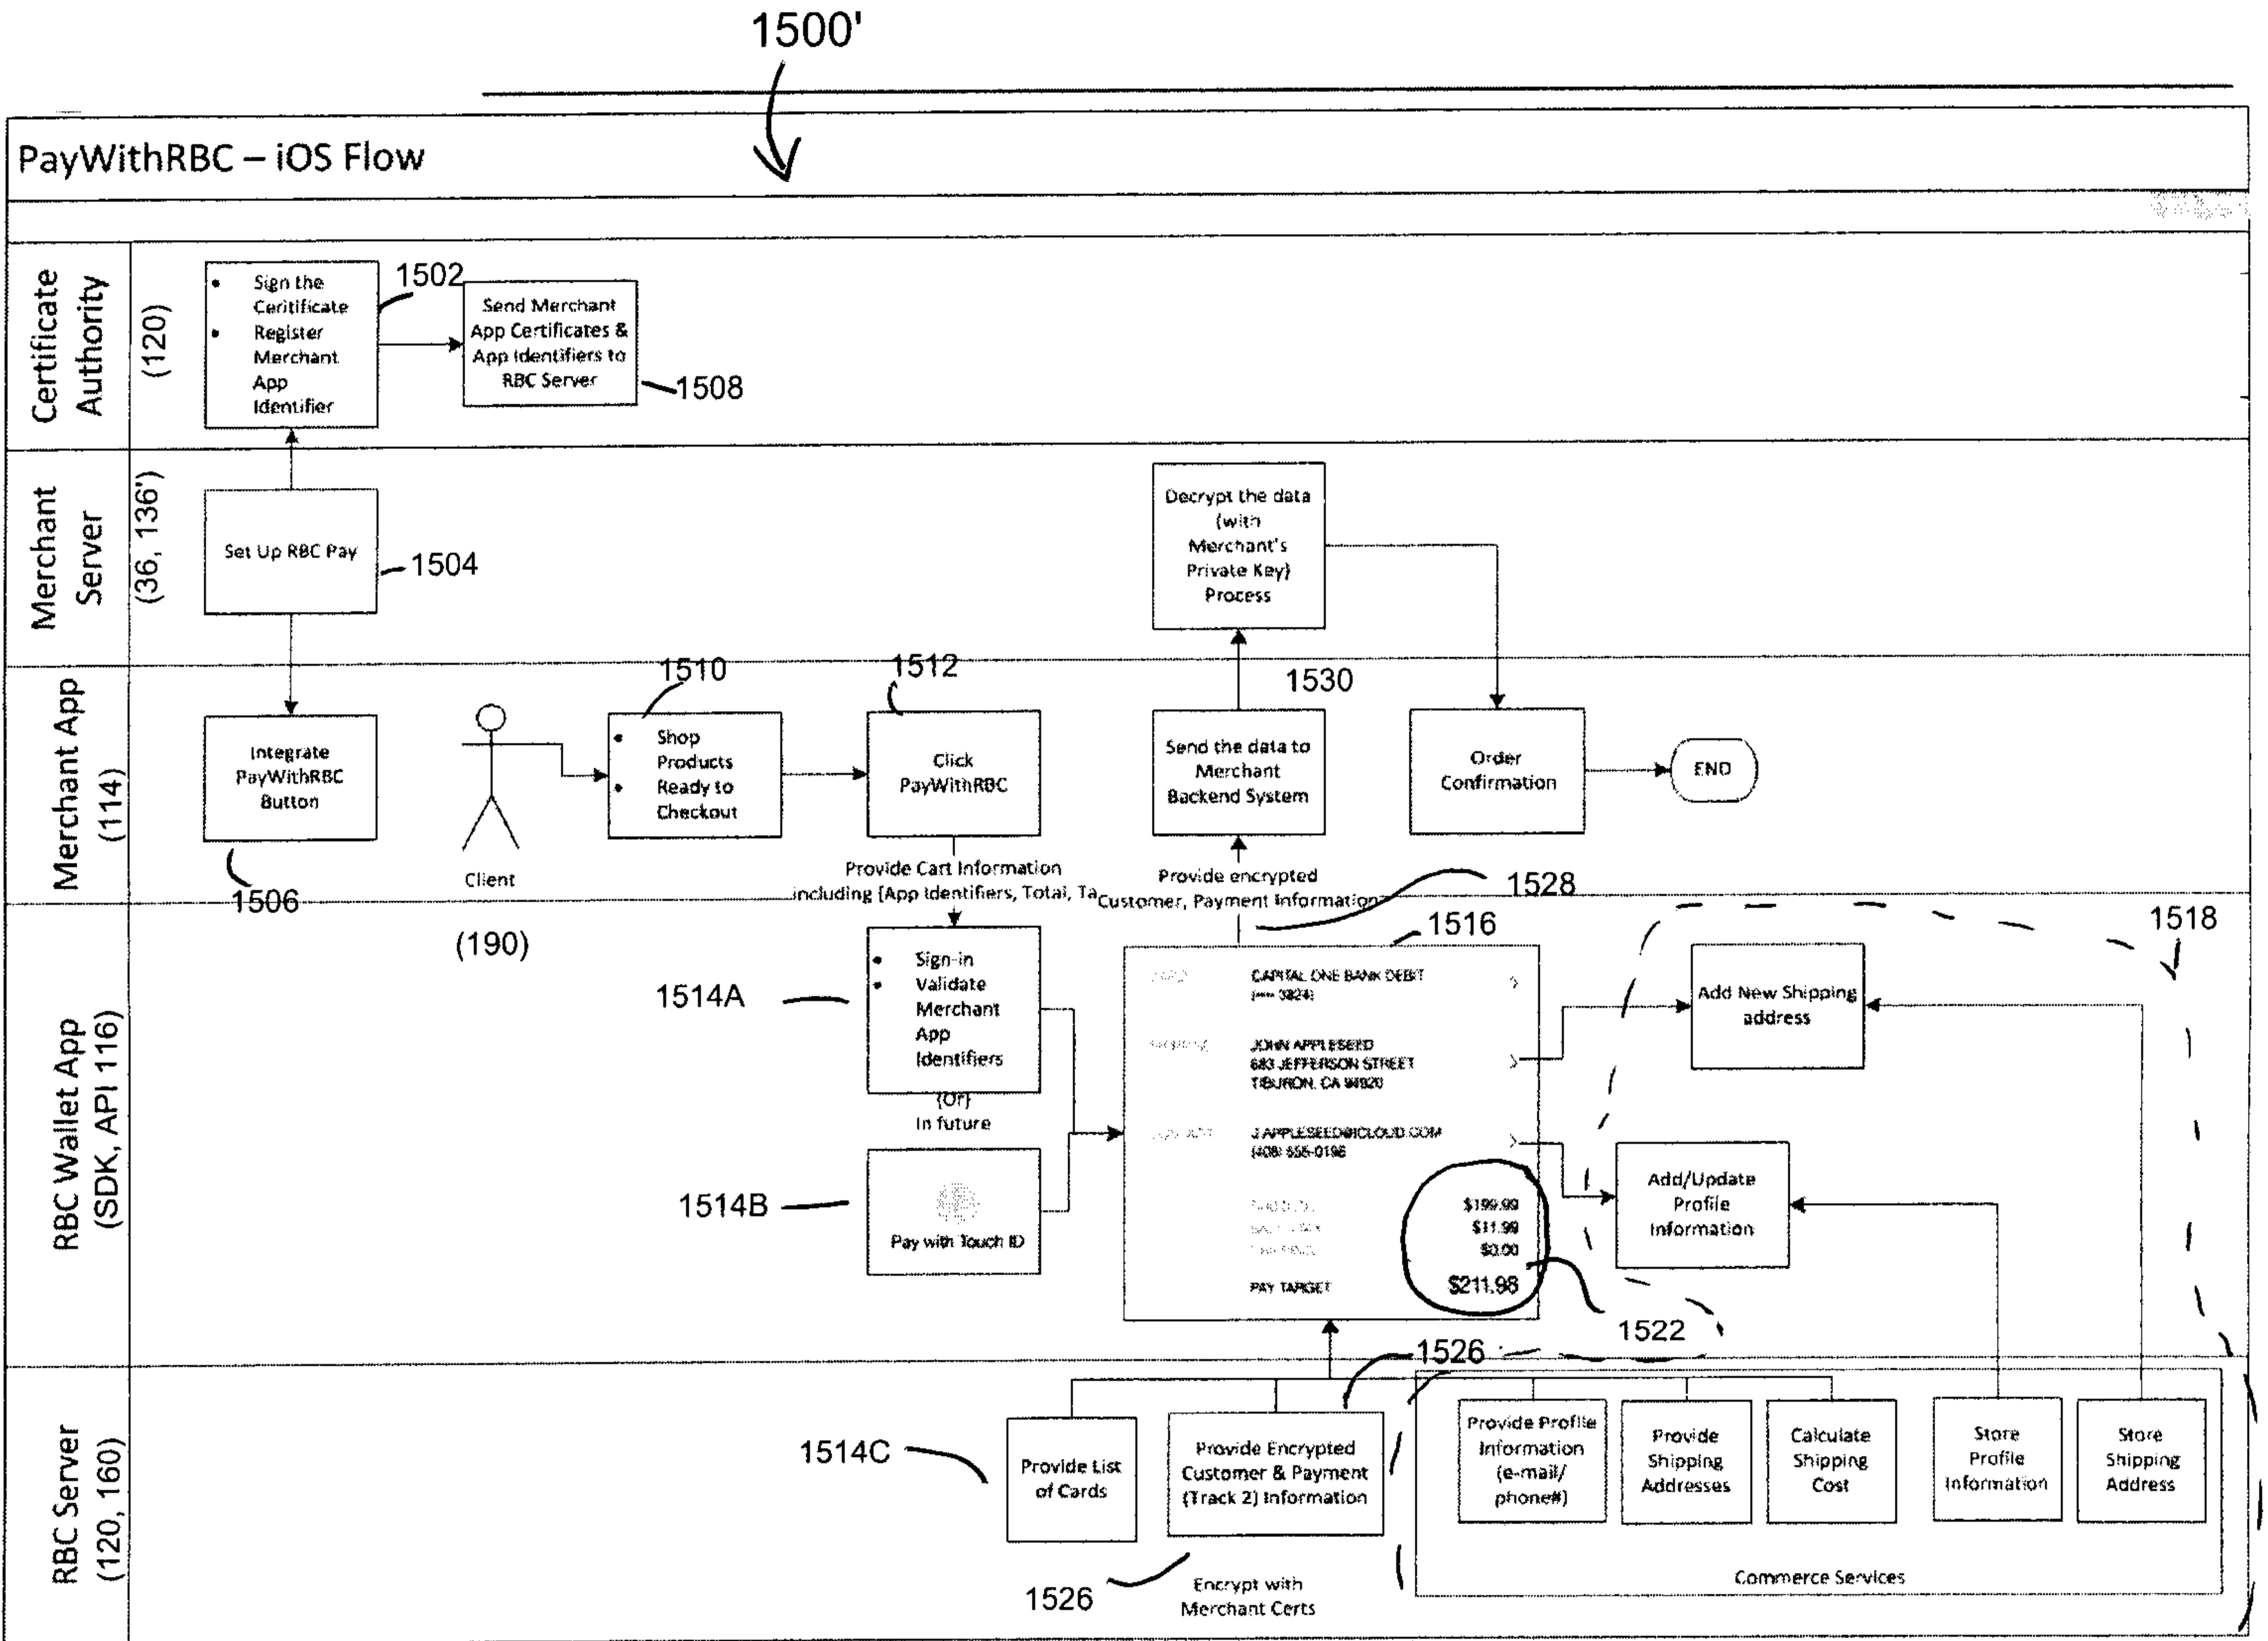 1500'
PayWithRBC – iOS Flow
Certificate
Authority
(120)
• Sign the
Ceritificate
• Register
Merchant
App
Identifier
1502
Send Merchant
App Certificates &
App Identifiers to
RBC Server
1508
Merchant
Server
(36, 136')
Set Up RBC Pay
1504
Decrypt the data
(with
Merchant's
Private Key)
Process
Merchant App
(114)
Integrate
PayWithRBC
Button
1506
Client
1510
• Shop
Products
• Ready to
Checkout
1512
Click
PayWithRBC
Provide Cart Information
including (App Identifiers, Total, Ta
1530
Send the data to
Merchant
Backend System
Provide encrypted
Customer, Payment Information
1528
Order
Confirmation
END
RBC Wallet App
(SDK, API 116)
(190)
1514A
• Sign-in
• Validate
Merchant
App
Identifiers
(Or)
In future
1514B
Pay with Touch ID
1516
CAPITAL ONE BANK DEBIT
(•••• 3824)
JOHN APPLESEED
683 JEFFERSON STREET
TIBURON, CA 94920
J.APPLESEED@ICLOUD.COM
(408) 555-0196
$199.99
$11.99
$0.00
PAY TARGET $211.98
1522
1518
Add New Shipping
address
Add/Update
Profile
Information
RBC Server
(120, 160)
1514C
Provide List
of Cards
1526
Provide Encrypted
Customer & Payment
(Track 2) Information
1526
Encrypt with
Merchant Certs
Provide Profile
Information
(e-mail/
phone#)
Provide
Shipping
Addresses
Calculate
Shipping
Cost
Store
Profile
Information
Store
Shipping
Address
Commerce Services